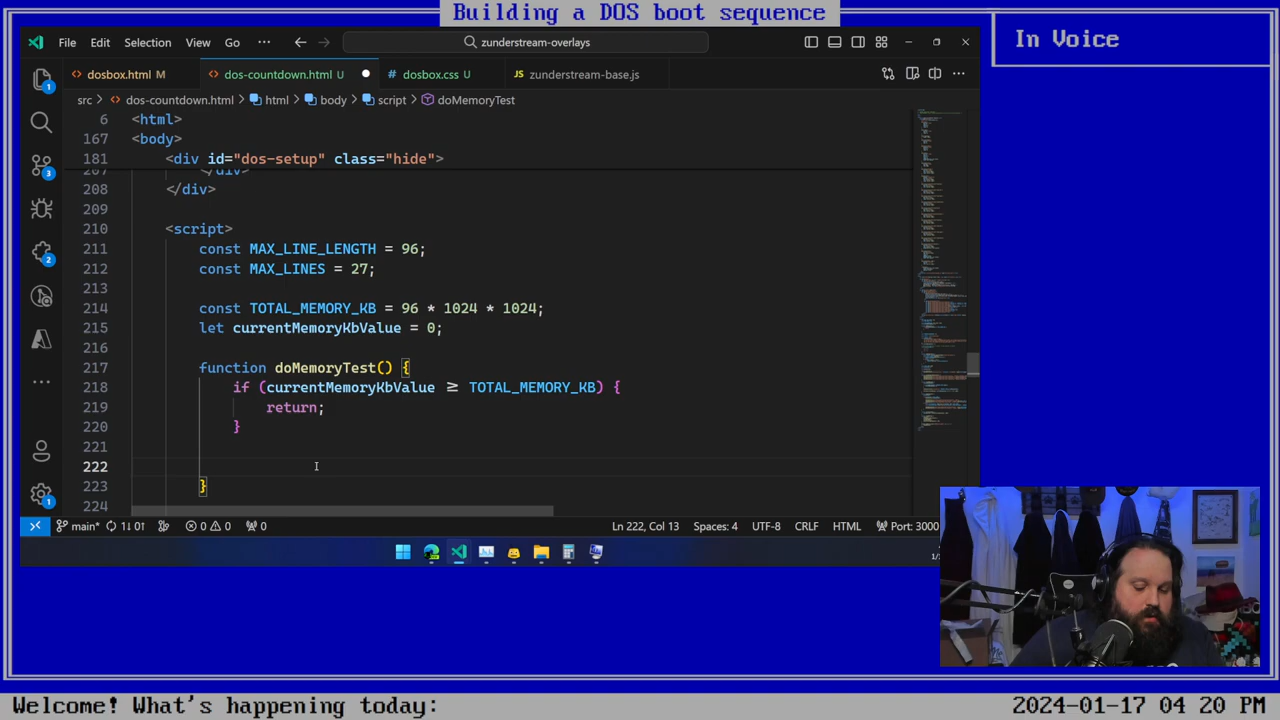 Building a DOS boot sequence
In Voice
File Edit Selection View Go ··· zunderstream-overlays
dosbox.html M dos-countdown.html U dosbox.css U zunderstream-base.js
src > dos-countdown.html > html > body > script > doMemoryTest
6 <html>
167 <body>
181 <div id="dos-setup" class="hide">
207 </div>
208 </div>
209
210 <script>
211 const MAX_LINE_LENGTH = 96;
212 const MAX_LINES = 27;
213
214 const TOTAL_MEMORY_KB = 96 * 1024 * 1024;
215 let currentMemoryKbValue = 0;
216
217 function doMemoryTest() {
218 if (currentMemoryKbValue ≥ TOTAL_MEMORY_KB) {
219 return;
220 }
221
222
223 }
224
main* 1↓ 0↑ 0 0 0 Ln 222, Col 13 Spaces: 4 UTF-8 CRLF HTML Port: 3000
Welcome! What's happening today: 2024-01-17 04 20 PM